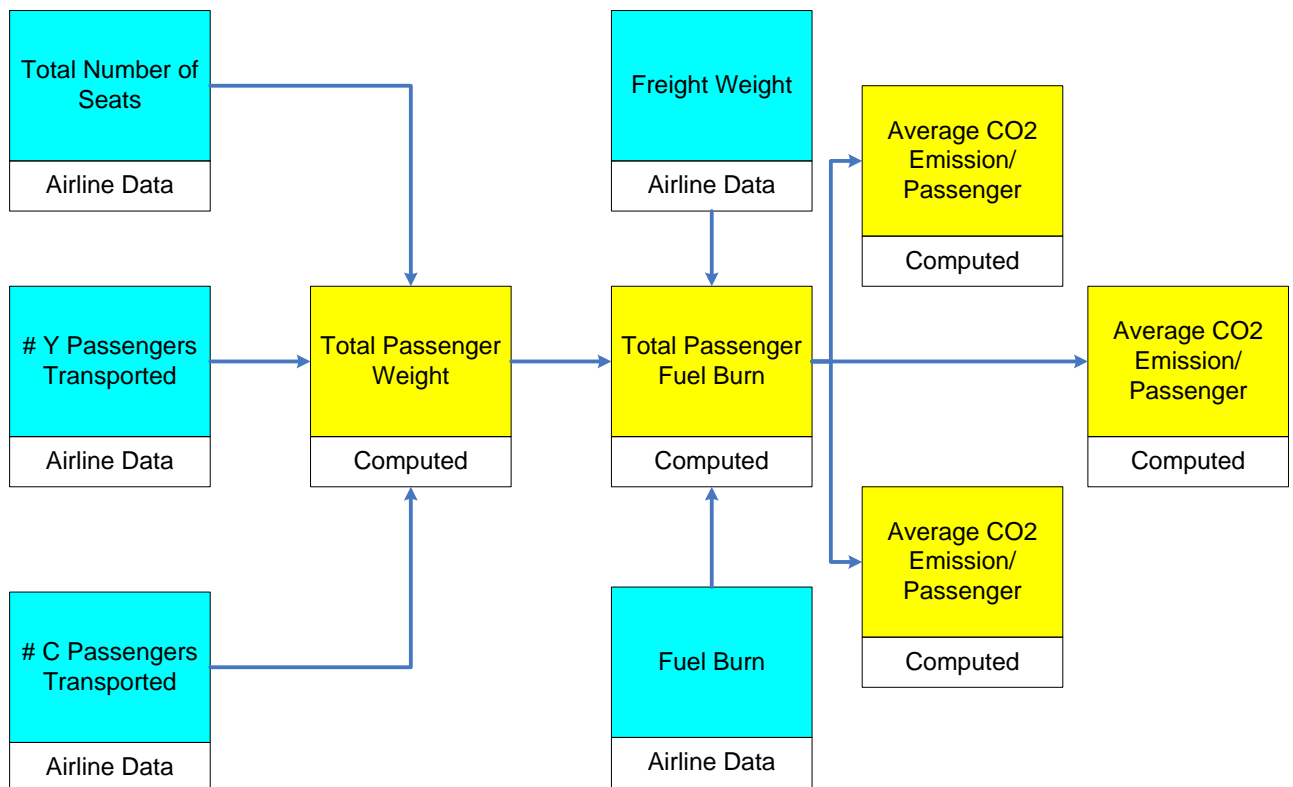 Total Number of
Seats
Airline Data
# Y Passengers
Transported
Airline Data
# C Passengers
Transported
Airline Data
Total Passenger
Weight
Computed
Freight Weight
Airline Data
Total Passenger
Fuel Burn
Computed
Fuel Burn
Airline Data
Average CO2
Emission/
Passenger
Computed
Average CO2
Emission/
Passenger
Computed
Average CO2
Emission/
Passenger
Computed